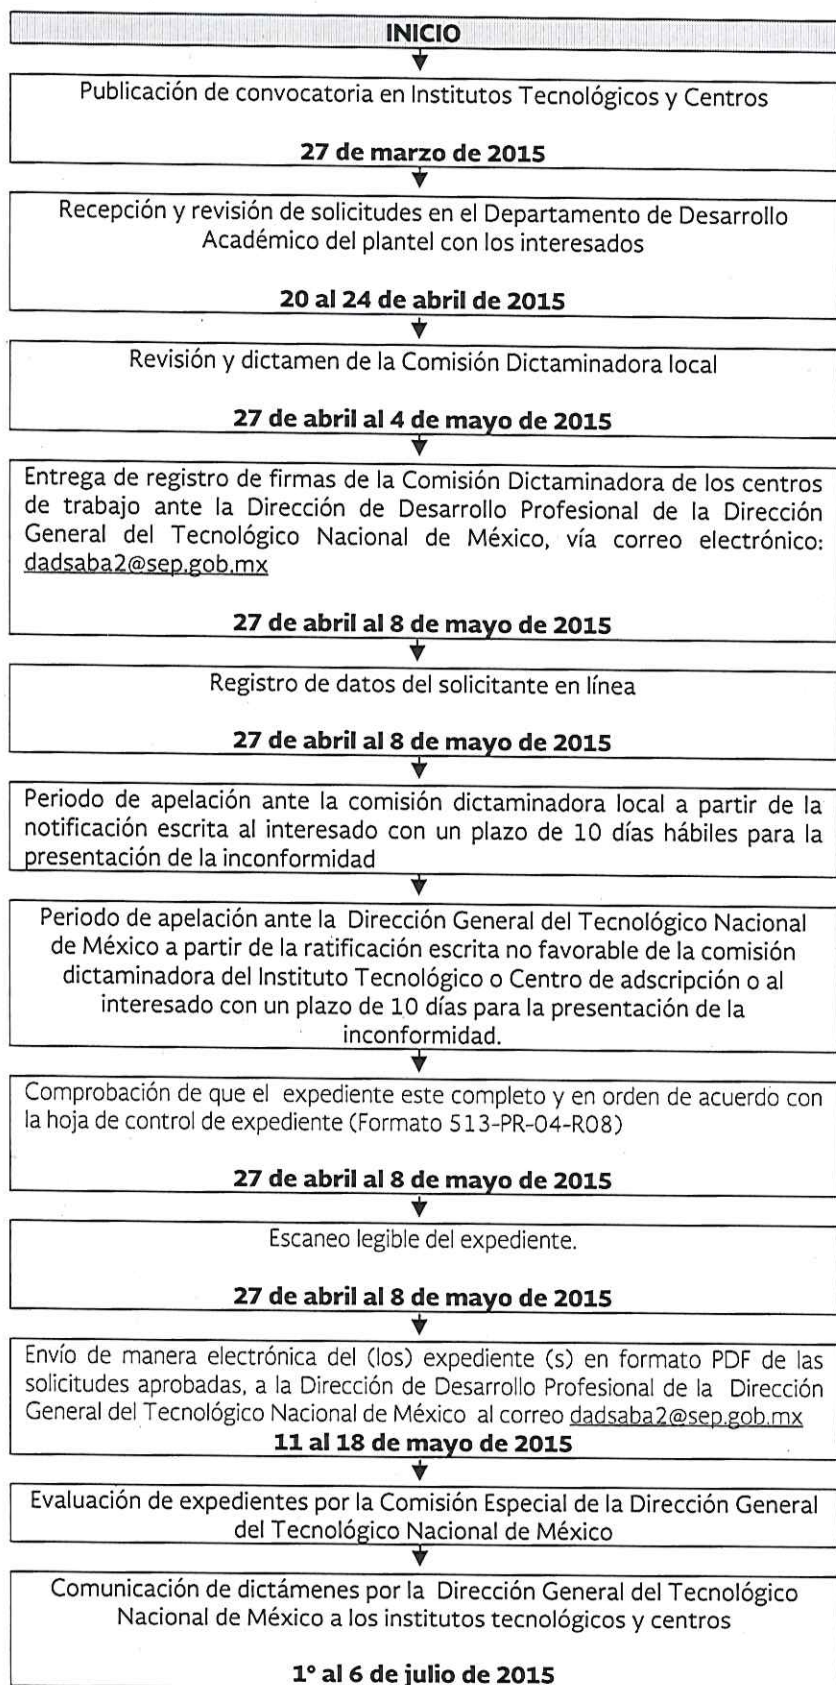 INICIO
Publicación de convocatoria en Institutos Tecnológicos y Centros
27 de marzo de 2015
Recepción y revisión de solicitudes en el Departamento de Desarrollo
Académico del plantel con los interesados
20 al 24 de abril de 2015
Revisión y dictamen de la Comisión Dictaminadora local
27 de abril al 4 de mayo de 2015
Entrega de registro de firmas de la Comisión Dictaminadora de los centros
de trabajo ante la Dirección de Desarrollo Profesional de la Dirección
General del Tecnológico Nacional de México, vía correo electrónico:
dadsaba2@sep.gob.mx
27 de abril al 8 de mayo de 2015
Registro de datos del solicitante en línea
27 de abril al 8 de mayo de 2015
Periodo de apelación ante la comisión dictaminadora local a partir de la
notificación escrita al interesado con un plazo de 10 días hábiles para la
presentación de la inconformidad
Periodo de apelación ante la Dirección General del Tecnológico Nacional
de México a partir de la ratificación escrita no favorable de la comisión
dictaminadora del Instituto Tecnológico o Centro de adscripción o al
interesado con un plazo de 10 días para la presentación de la
inconformidad.
Comprobación de que el expediente este completo y en orden de acuerdo con
la hoja de control de expediente (Formato 513-PR-04-R08)
27 de abril al 8 de mayo de 2015
Escaneo legible del expediente.
27 de abril al 8 de mayo de 2015
Envío de manera electrónica del (los) expediente (s) en formato PDF de las
solicitudes aprobadas, a la Dirección de Desarrollo Profesional de la Dirección
General del Tecnológico Nacional de México al correo dadsaba2@sep.gob.mx
11 al 18 de mayo de 2015
Evaluación de expedientes por la Comisión Especial de la Dirección General
del Tecnológico Nacional de México
Comunicación de dictámenes por la Dirección General del Tecnológico
Nacional de México a los institutos tecnológicos y centros
1° al 6 de julio de 2015